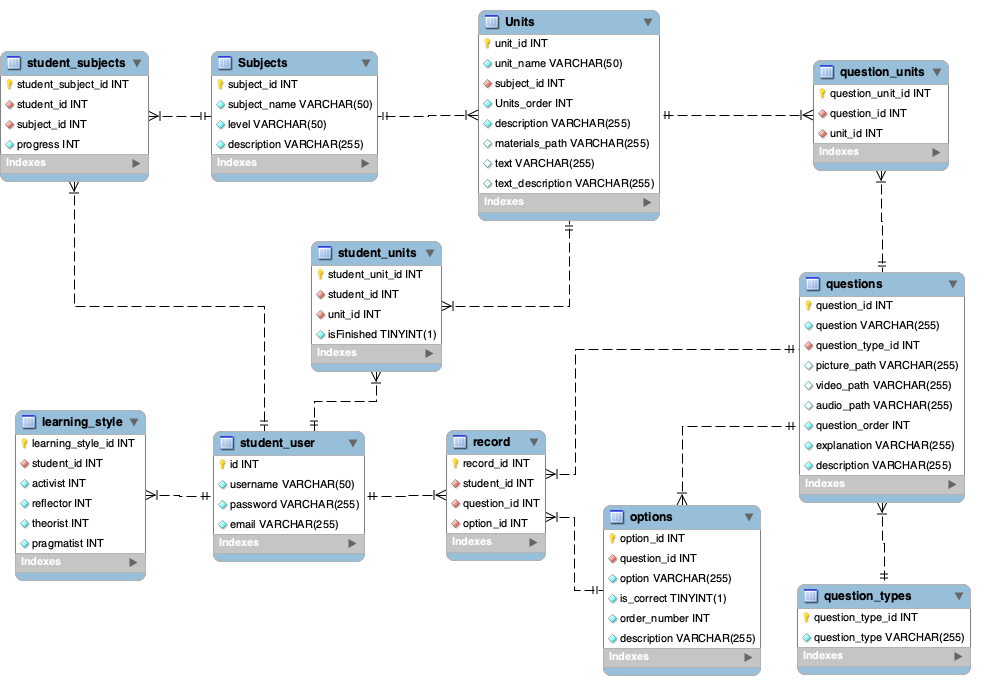 Units
unit_id INT
unit_name VARCHAR(50)
subject_id INT
Units_order INT
description VARCHAR(255)
materials_path VARCHAR(255)
text VARCHAR(255)
text_description VARCHAR(255)
Indexes
student_subjects
student_subject_id INT
student_id INT
subject_id INT
progress INT
Indexes
Subjects
subject_id INT
subject_name VARCHAR(50)
level VARCHAR(50)
description VARCHAR(255)
Indexes
question_units
question_unit_id INT
question_id INT
unit_id INT
Indexes
student_units
student_unit_id INT
student_id INT
unit_id INT
isFinished TINYINT(1)
Indexes
questions
question_id INT
question VARCHAR(255)
question_type_id INT
picture_path VARCHAR(255)
video_path VARCHAR(255)
audio_path VARCHAR(255)
question_order INT
explanation VARCHAR(255)
description VARCHAR(255)
Indexes
learning_style
learning_style_id INT
student_id INT
activist INT
reflector INT
theorist INT
pragmatist INT
Indexes
student_user
id INT
username VARCHAR(50)
password VARCHAR(255)
email VARCHAR(255)
Indexes
record
record_id INT
student_id INT
question_id INT
option_id INT
Indexes
options
option_id INT
question_id INT
option VARCHAR(255)
is_correct TINYINT(1)
order_number INT
description VARCHAR(255)
Indexes
question_types
question_type_id INT
question_type VARCHAR(255)
Indexes